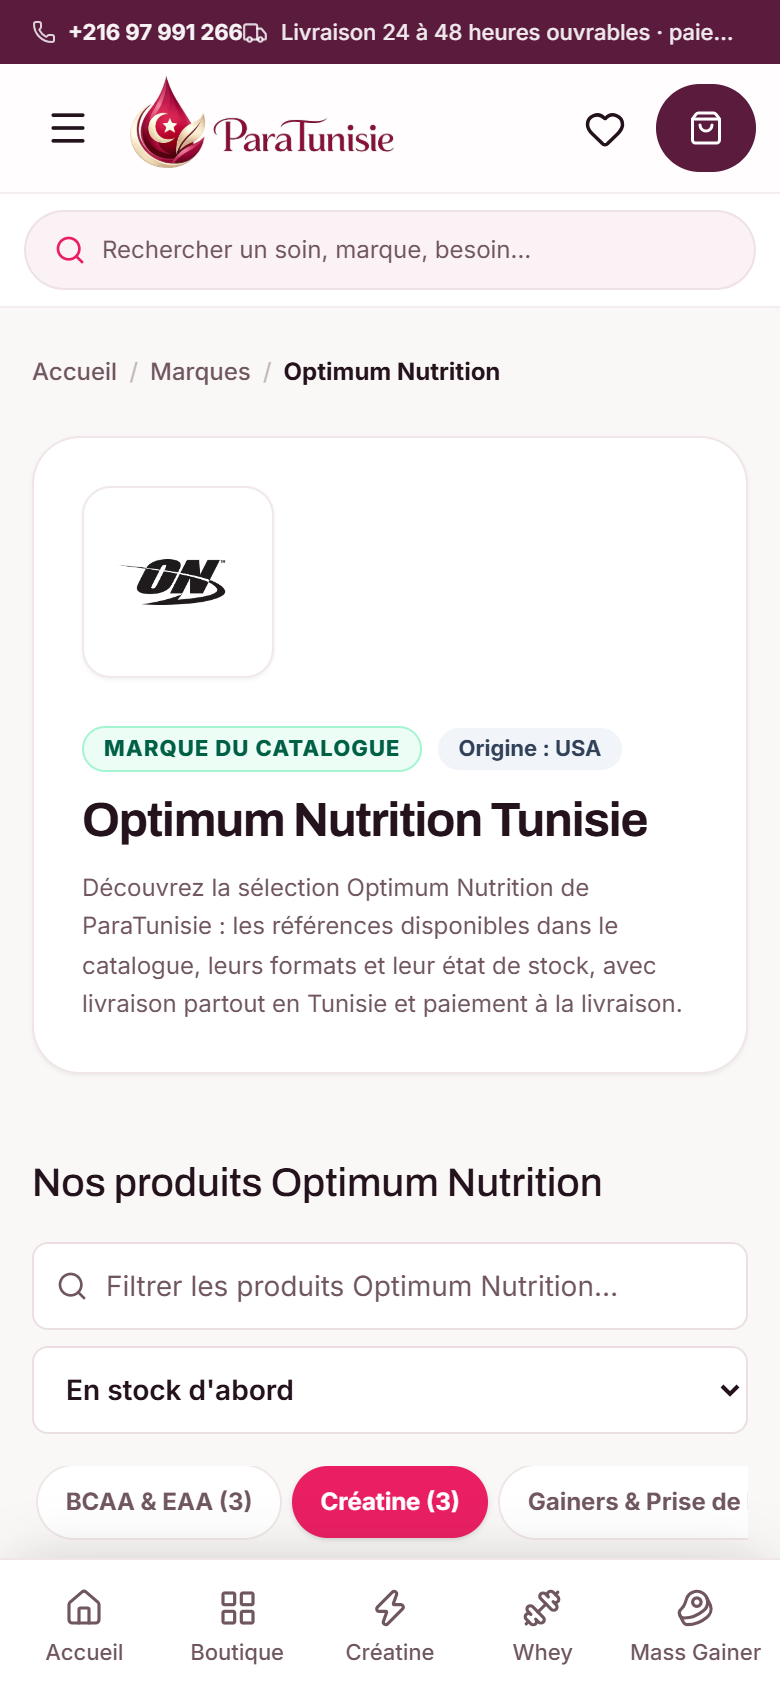 +216 97 991 266 Livraison 24 à 48 heures ouvrables · paie...
ParaTunisie
Rechercher un soin, marque, besoin...
Accueil / Marques / Optimum Nutrition
ON
MARQUE DU CATALOGUE Origine : USA
Optimum Nutrition Tunisie
Découvrez la sélection Optimum Nutrition de
ParaTunisie : les références disponibles dans le
catalogue, leurs formats et leur état de stock, avec
livraison partout en Tunisie et paiement à la livraison.
Nos produits Optimum Nutrition
Filtrer les produits Optimum Nutrition...
En stock d'abord
BCAA & EAA (3) Créatine (3) Gainers & Prise de
Accueil Boutique Créatine Whey Mass Gainer